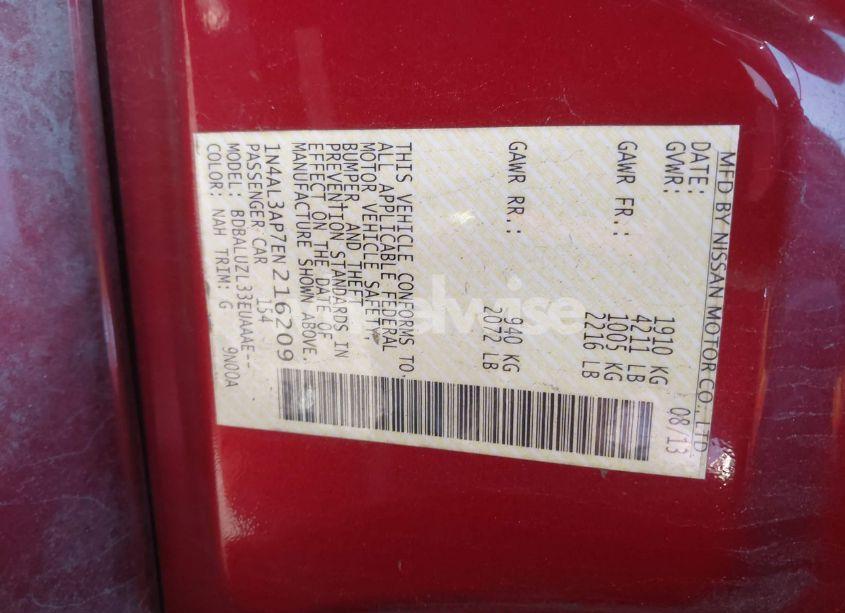 MFD BY NISSAN MOTOR CO., LTD
DATE: 08/13
GVWR: 1910 KG
4211 LB
GAWR FR.: 1005 KG
2216 LB
GAWR RR.: 940 KG
2072 LB
THIS VEHICLE CONFORMS TO
ALL APPLICABLE FEDERAL
MOTOR VEHICLE SAFETY,
BUMPER, AND THEFT
PREVENTION STANDARDS IN
EFFECT ON THE DATE OF
MANUFACTURE SHOWN ABOVE.
1N4AL3AP7EN216209
PASSENGER CAR 154
MODEL: BDBALUZL33EUAAAE-- 9N00A
COLOR: NAH TRIM: G